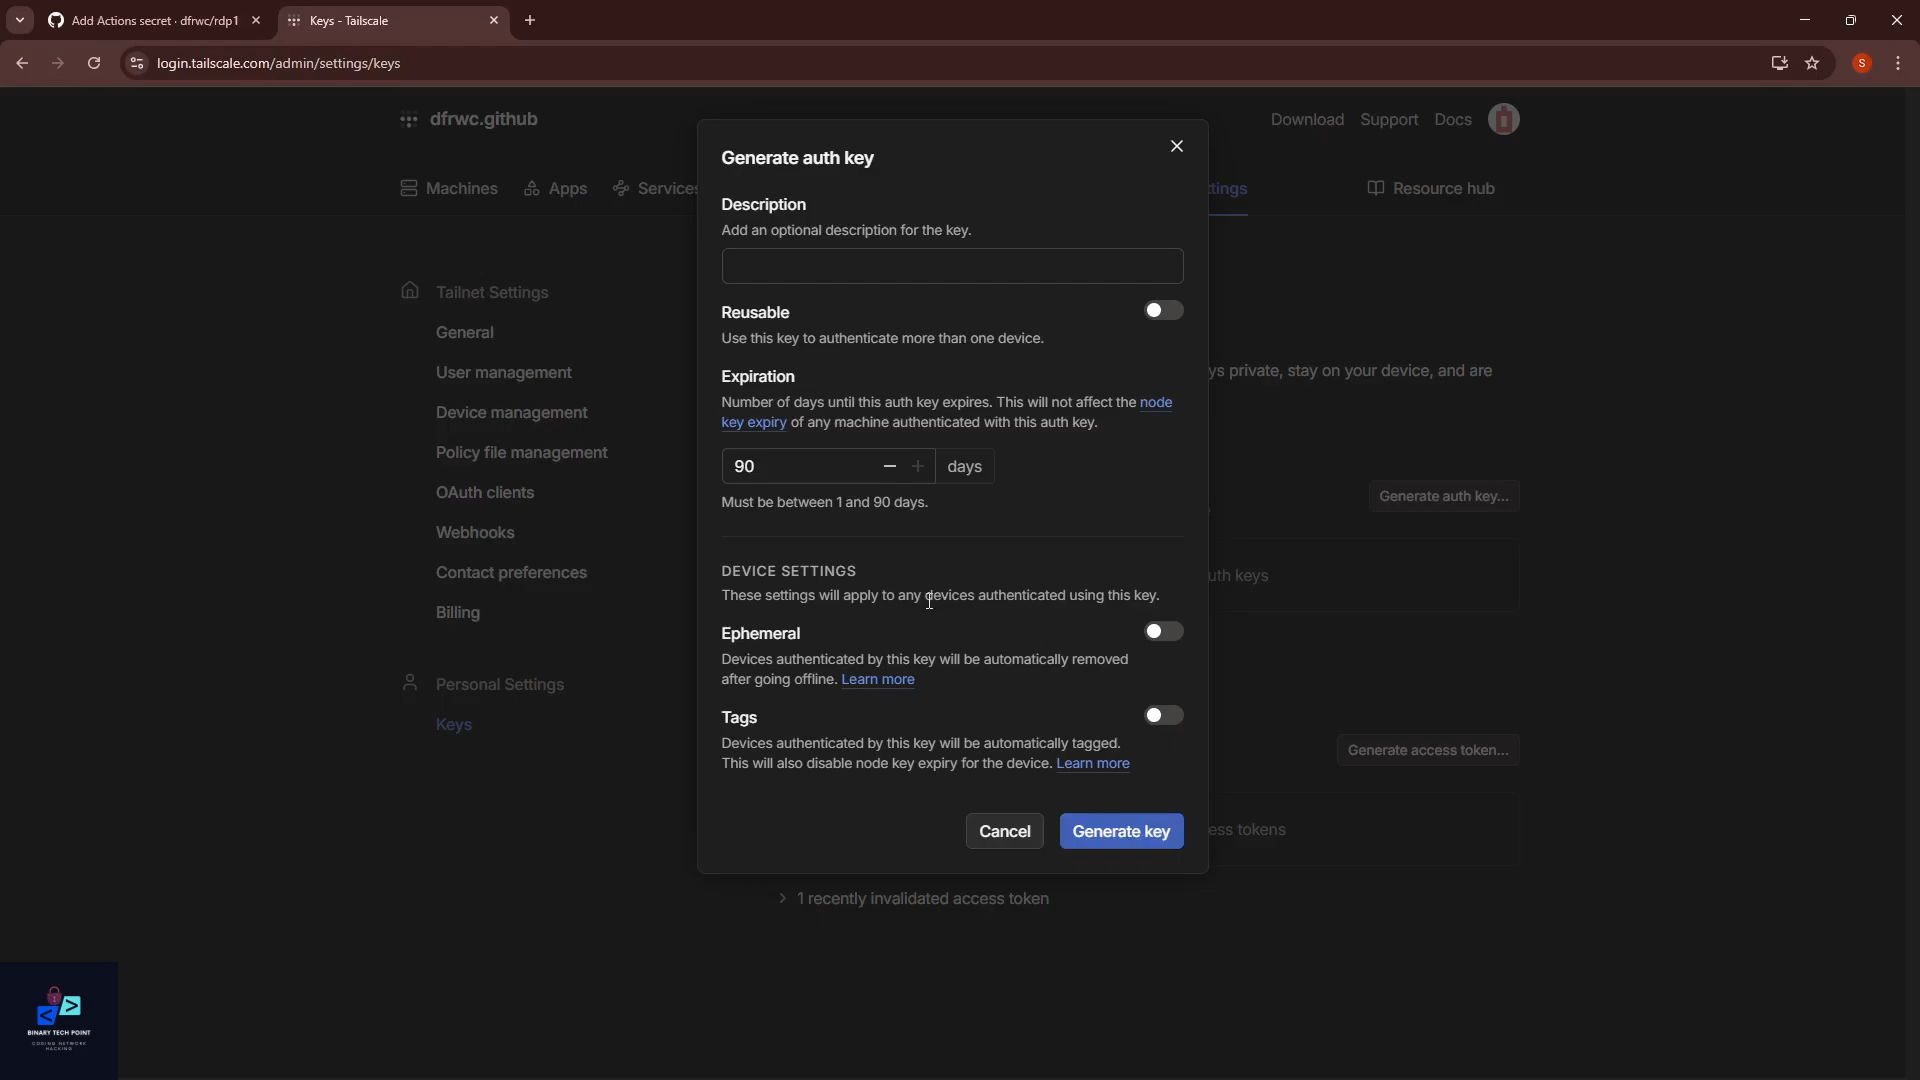 Add Actions secret · dfrwc/rdp1
Keys - Tailscale
login.tailscale.com/admin/settings/keys
S
dfrwc.github
Download Support Docs
Machines Apps Services
ttings
Resource hub
Generate auth key
Description
Add an optional description for the key.
Reusable
Use this key to authenticate more than one device.
Expiration
Number of days until this auth key expires. This will not affect the node
key expiry of any machine authenticated with this auth key.
90
days
Must be between 1 and 90 days.
DEVICE SETTINGS
These settings will apply to any devices authenticated using this key.
Ephemeral
Devices authenticated by this key will be automatically removed
after going offline. Learn more
Tags
Devices authenticated by this key will be automatically tagged.
This will also disable node key expiry for the device. Learn more
Cancel
Generate key
Tailnet Settings
General
User management
Device management
Policy file management
OAuth clients
Webhooks
Contact preferences
Billing
Personal Settings
Keys
ys private, stay on your device, and are
Generate auth key...
uth keys
Generate access token...
ess tokens
1 recently invalidated access token
BINARY TECH POINT
CODING NETWORK
HACKING